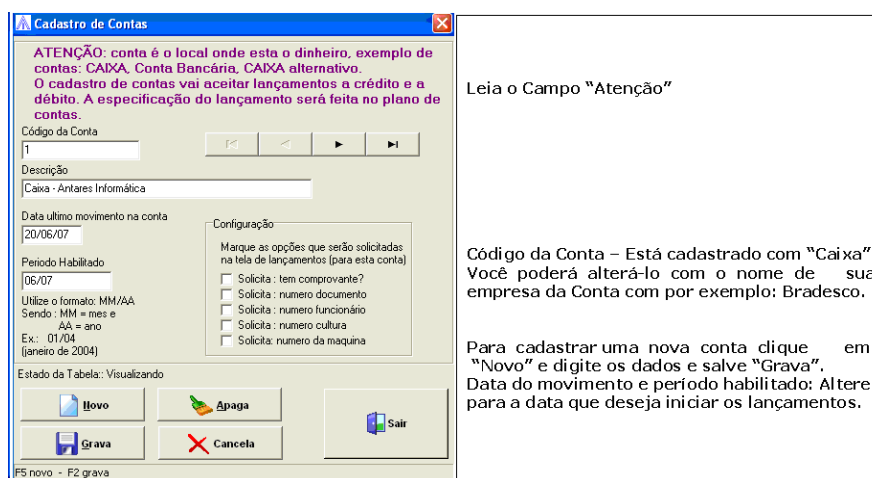 Cadastro de Contas
ATENÇÃO: conta é o local onde esta o dinheiro, exemplo de
contas: CAIXA, Conta Bancária, CAIXA alternativo.
O cadastro de contas vai aceitar lançamentos a crédito e a
débito. A especificação do lançamento será feita no plano de
contas.
Código da Conta
1
Descrição
Caixa - Antares Informática
Data ultimo movimento na conta
20/06/07
Periodo Habilitado
06/07
Utilize o formato: MM/AA
Sendo : MM = mes e
AA = ano
Ex.: 01/04
(janeiro de 2004)
Configuração
Marque as opções que serão solicitadas
na tela de lançamentos (para esta conta)
Solicita : tem comprovante?
Solicita : numero documento
Solicita : numero funcionário
Solicita : numero cultura
Solicita: numero da maquina
Estado da Tabela:: Visualizando
Novo
Apaga
Grava
Cancela
Sair
F5 novo - F2 grava
Leia o Campo “Atenção”
Código da Conta – Está cadastrado com “Caixa”
Você poderá alterá-lo com o nome de sua
empresa da Conta com por exemplo: Bradesco.
Para cadastrar uma nova conta clique em
“Novo” e digite os dados e salve “Grava”.
Data do movimento e período habilitado: Altere
para a data que deseja iniciar os lançamentos.